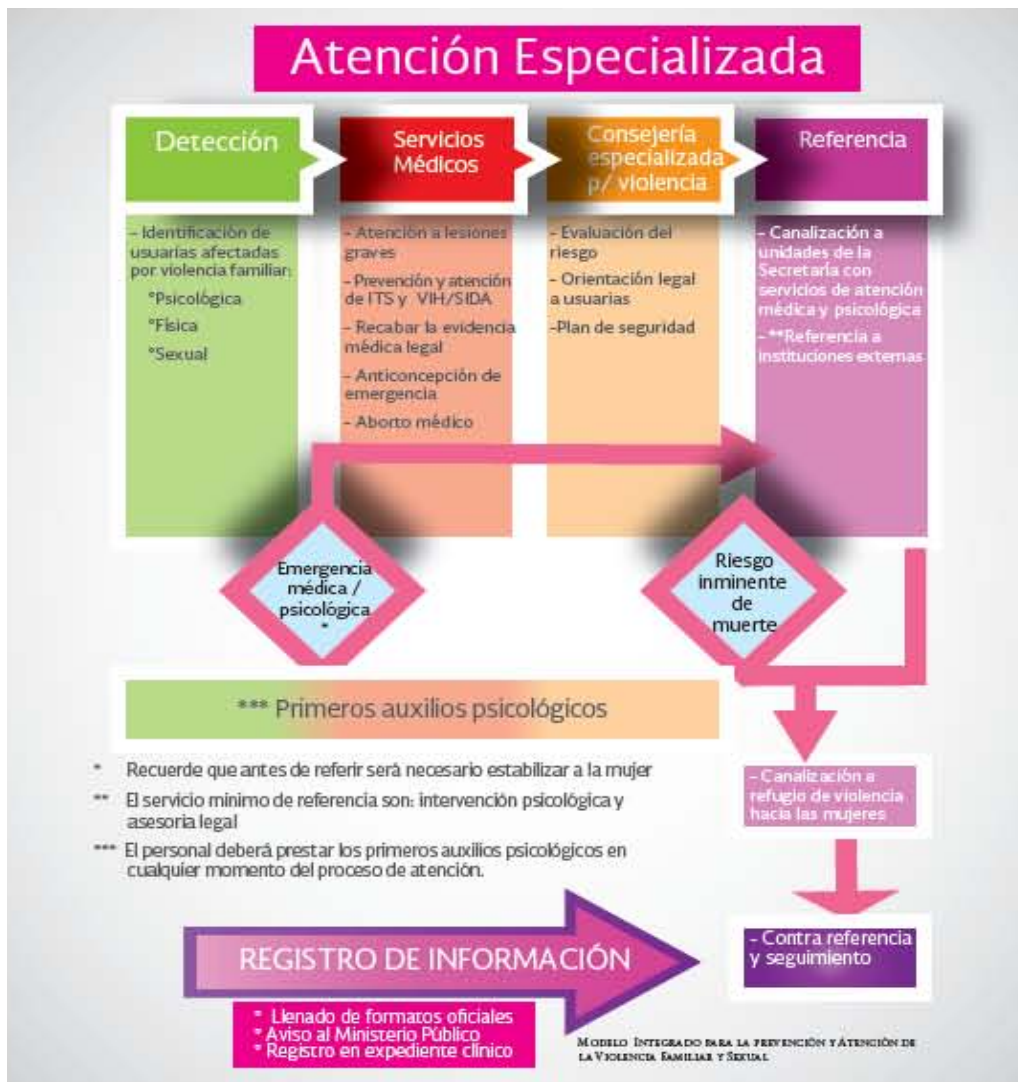 Atención Especializada
Detección
Servicios
Médicos
Consejería
especializada
p/ violencia
Referencia
- Identificación de
usuarias afectadas
por violencia familiar:
°Psicológica
°Física
°Sexual
- Atención a lesiones
graves
- Prevención y atención
de ITS y VIH/SIDA
- Recabar la evidencia
médica legal
- Anticoncepción de
emergencia
- Aborto médico
- Evaluación del
riesgo
- Orientación legal
a usuarias
-Plan de seguridad
- Canalización a
unidades de la
Secretaría con
servicios de atención
médica y psicológica
- **Referencia a
instituciones externas
Emergencia
médica /
psicológica
*
Riesgo
inminente
de
muerte
*** Primeros auxilios psicológicos
* Recuerde que antes de referir será necesario estabilizar a la mujer
** El servicio mínimo de referencia son: intervención psicológica y
asesoria legal
*** El personal deberá prestar los primeros auxilios psicológicos en
cualquier momento del proceso de atención.
- Canalización a
refugio de violencia
hacia las mujeres
- Contra referencia
y seguimiento
REGISTRO DE INFORMACIÓN
* Llenado de formatos oficiales
* Aviso al Ministerio Público
* Registro en expediente clínico
MODELO INTEGRADO PARA LA PREVENCIÓN Y ATENCIÓN DE
LA VIOLENCIA FAMILIAR Y SEXUAL